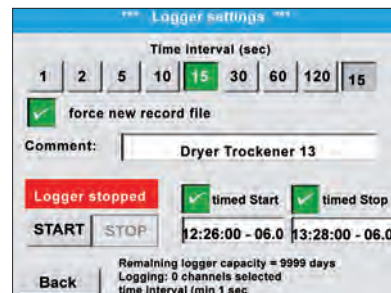 *** Logger settings ***
Time interval (sec)
1 2 5 10 15 30 60 120 15
force new record file
Comment: Dryer Trockener 13
Logger stopped timed Start timed Stop
START STOP 12:26:00 - 06.0 13:28:00 - 06.0
Remaining logger capacity = 9999 days
Back Logging: 0 channels selected
time interval (min 1 sec